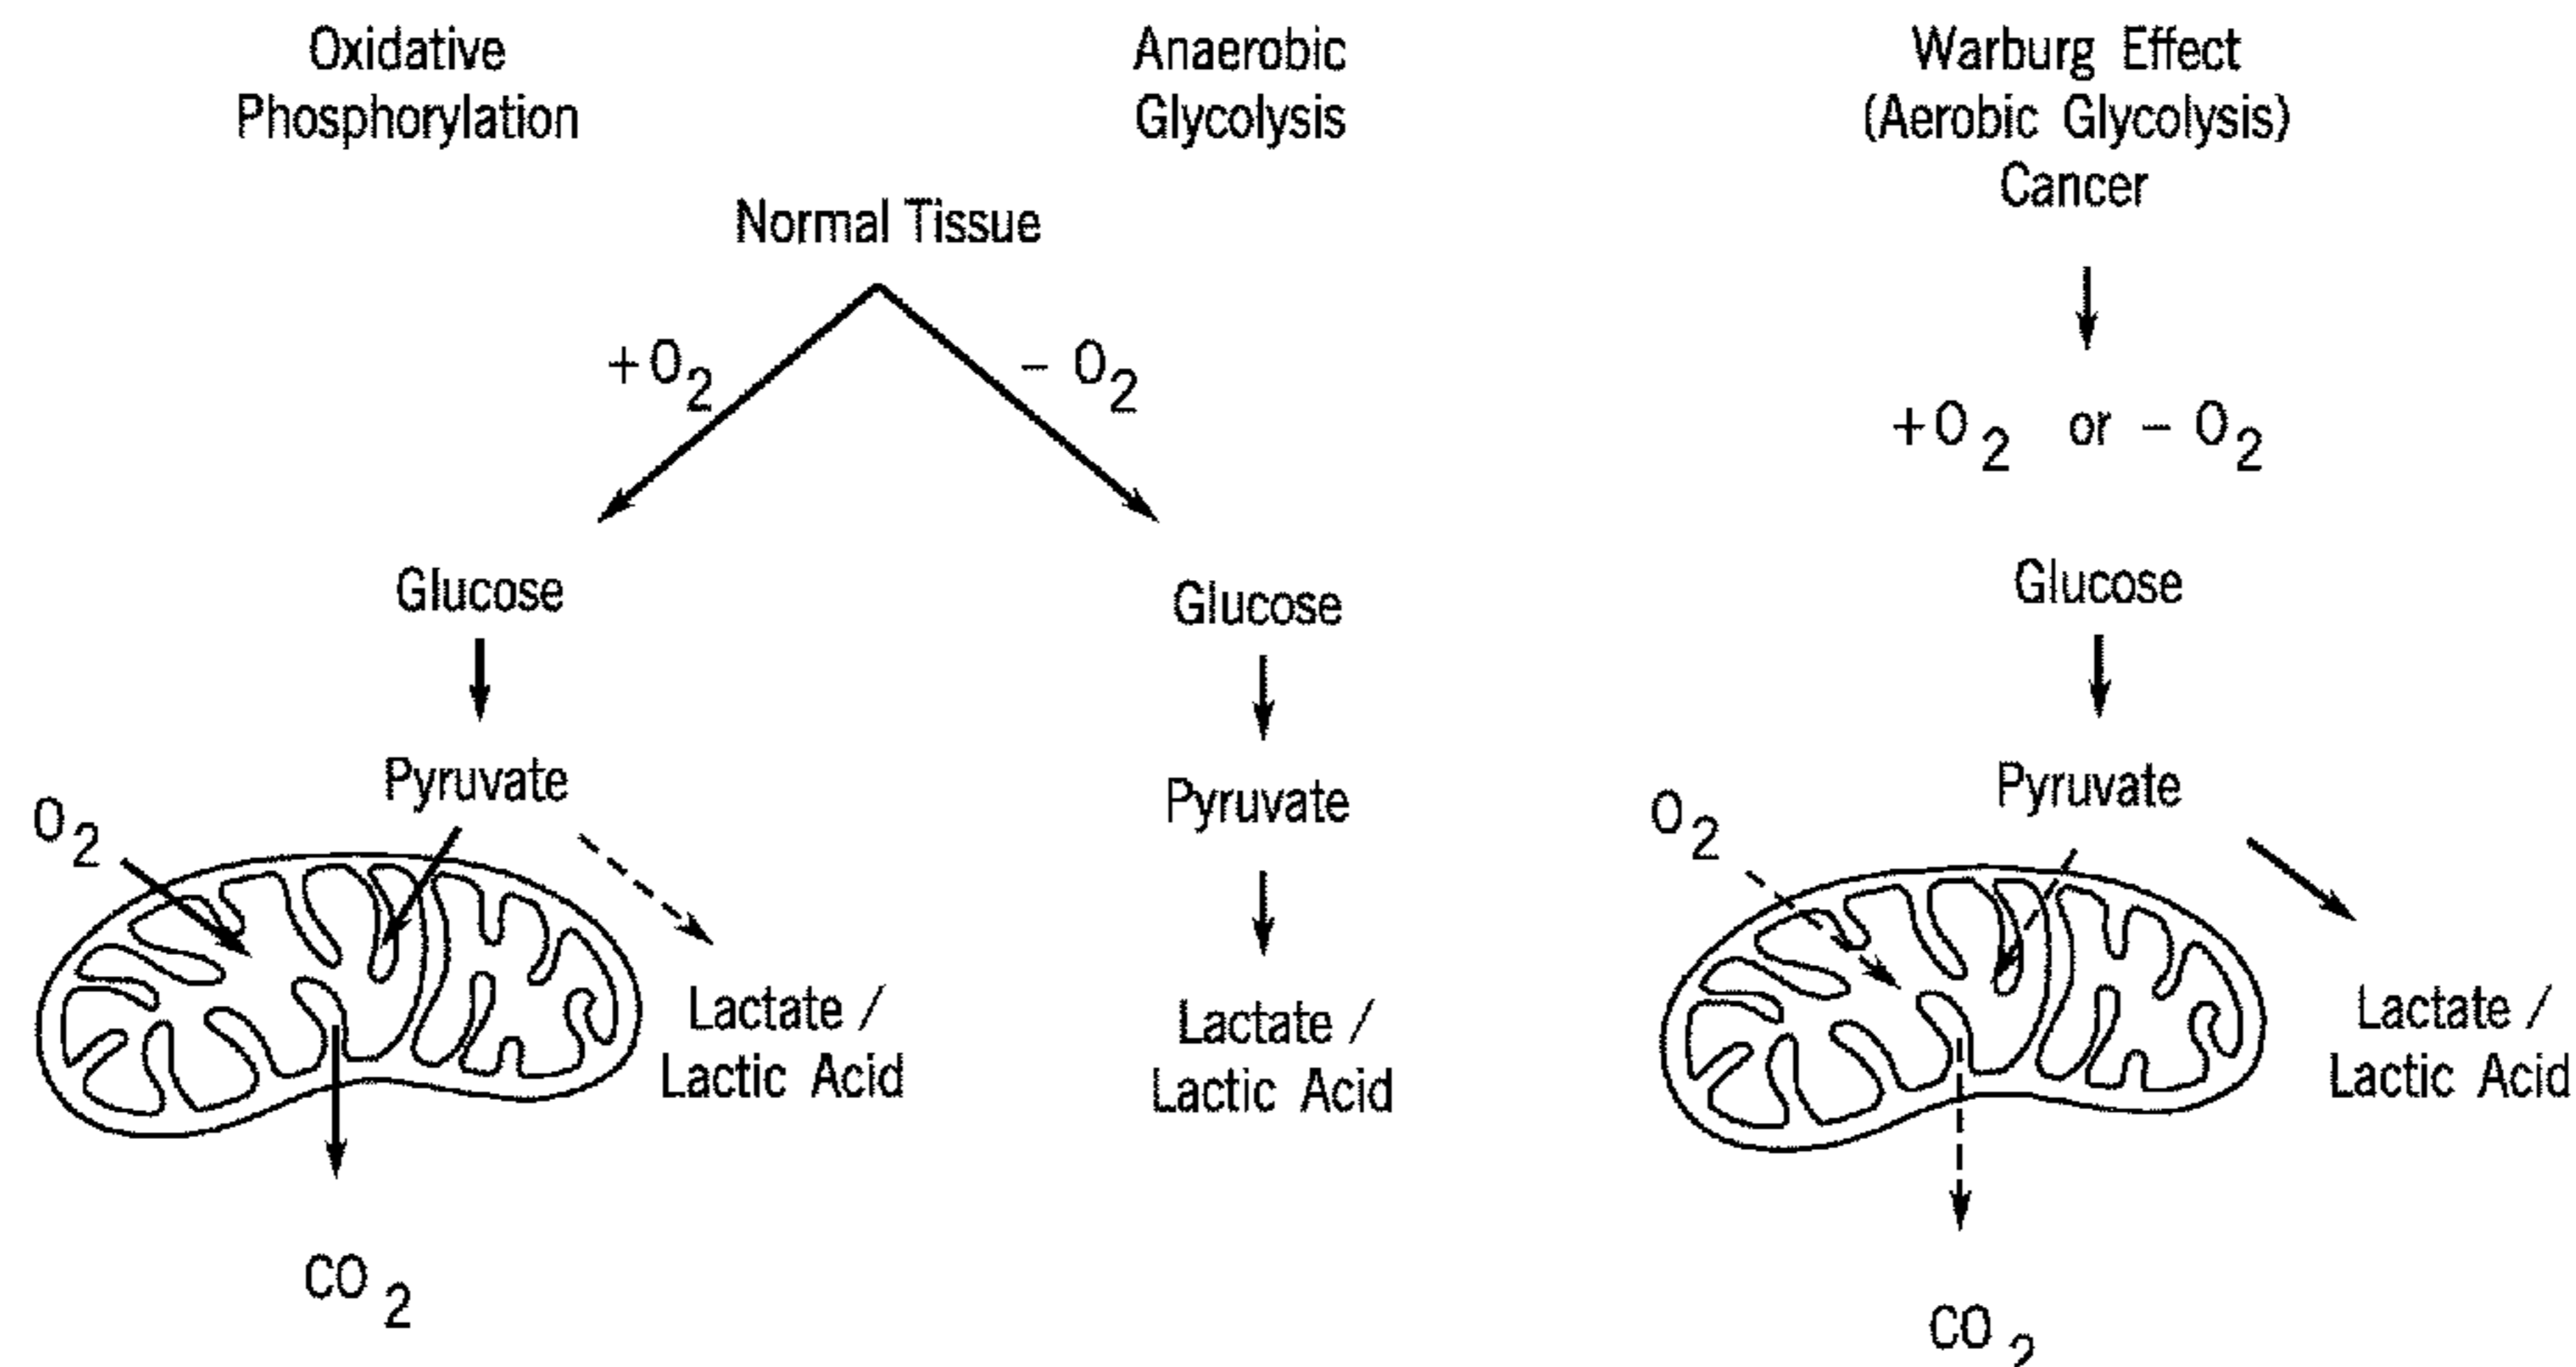 Oxidative
Phosphorylation
Anaerobic
Glycolysis
Warburg Effect
(Aerobic Glycolysis)
Cancer
Normal Tissue
+O2
- O2
+O2 or - O2
Glucose
Glucose
Glucose
Pyruvate
Pyruvate
Pyruvate
O2
O2
Lactate /
Lactic Acid
Lactate /
Lactic Acid
Lactate /
Lactic Acid
CO2
CO2